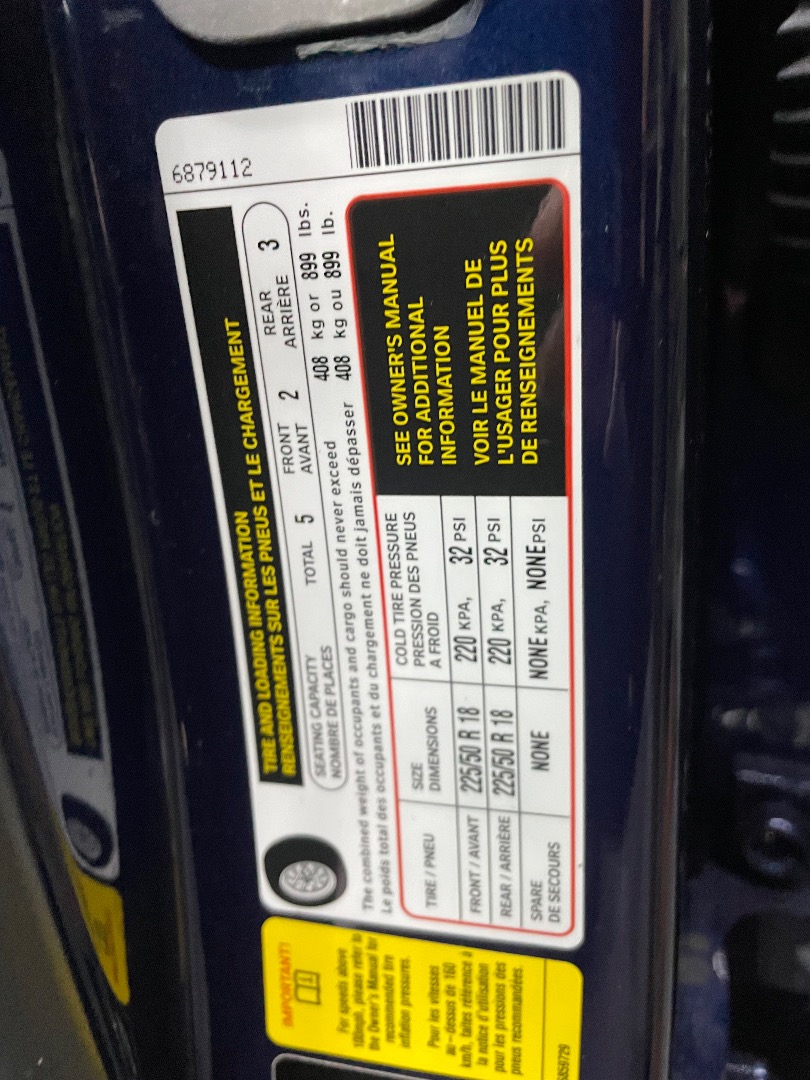 6879112
TIRE AND LOADING INFORMATION
RENSEIGNEMENTS SUR LES PNEUS ET LE CHARGEMENT
SEATING CAPACITY
NOMBRE DE PLACES
TOTAL 5
FRONT
AVANT 2
REAR
ARRIÈRE 3
The combined weight of occupants and cargo should never exceed 408 kg or 899 lbs.
Le poids total des occupants et du chargement ne doit jamais dépasser 408 kg ou 899 lb.
TIRE / PNEU
SIZE
DIMENSIONS
COLD TIRE PRESSURE
PRESSION DES PNEUS
A FROID
FRONT / AVANT 225/50 R 18 220 KPA, 32 PSI
REAR / ARRIÈRE 225/50 R 18 220 KPA, 32 PSI
SPARE
DE SECOURS
NONE NONE KPA, NONE PSI
SEE OWNER'S MANUAL
FOR ADDITIONAL
INFORMATION
VOIR LE MANUEL DE
L'USAGER POUR PLUS
DE RENSEIGNEMENTS
IMPORTANT!
For speeds above
100mph, please refer to
the Owner's Manual for
recommended tire
inflation pressures.
Pour les vitesses
au-dessus de 160
km/h, faites référence à
la notice d'utilisation
pour les pressions des
pneus recommandées.
6859729